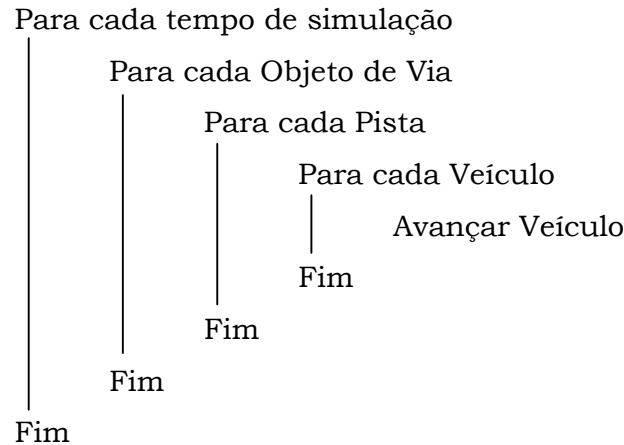 Para cada tempo de simulação
Para cada Objeto de Via
Para cada Pista
Para cada Veículo
Avançar Veículo
Fim
Fim
Fim
Fim